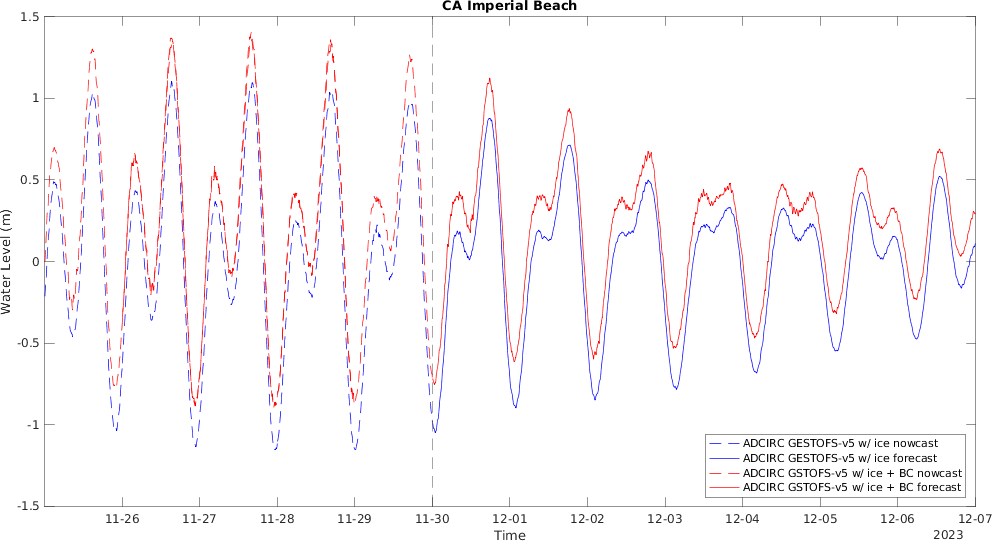 CA Imperial Beach
1.5
1
0.5
0
-0.5
-1
-1.5
Water Level (m)
11-26
11-27
11-28
11-29
11-30
12-01
12-02
12-03
12-04
12-05
12-06
12-07
Time
2023
ADCIRC GESTOFS-v5 w/ ice nowcast
ADCIRC GESTOFS-v5 w/ ice forecast
ADCIRC GSTOFS-v5 w/ ice + BC nowcast
ADCIRC GSTOFS-v5 w/ ice + BC forecast